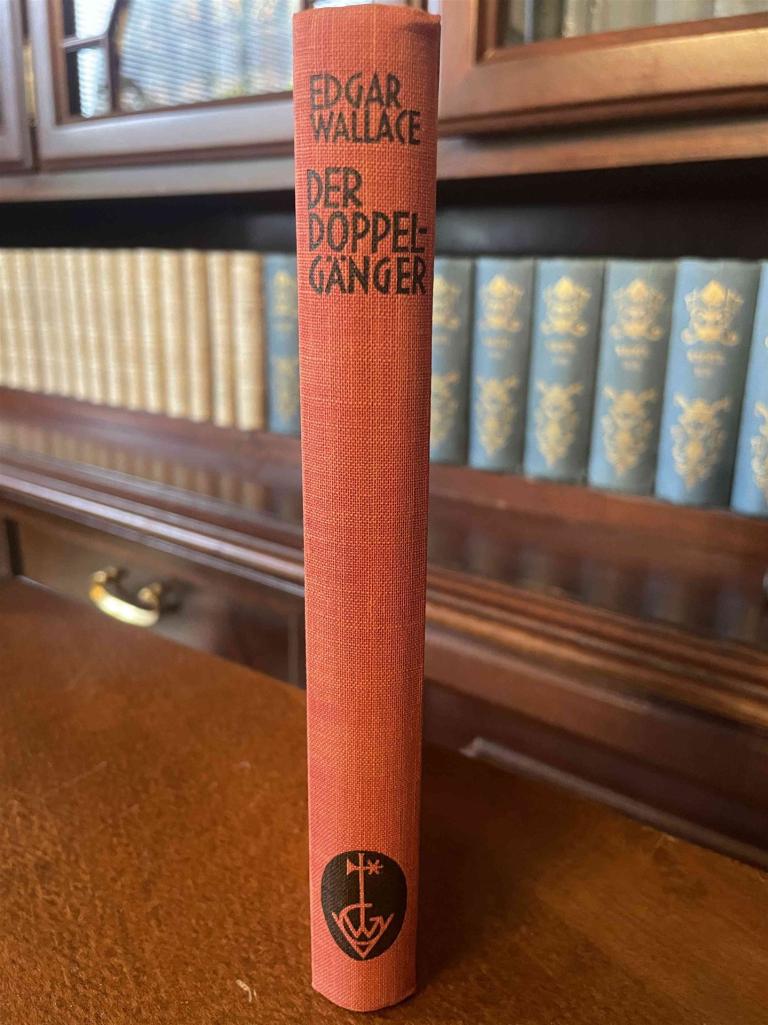 EDGAR
WALLACE
DER
DOPPEL-
GÄNGER